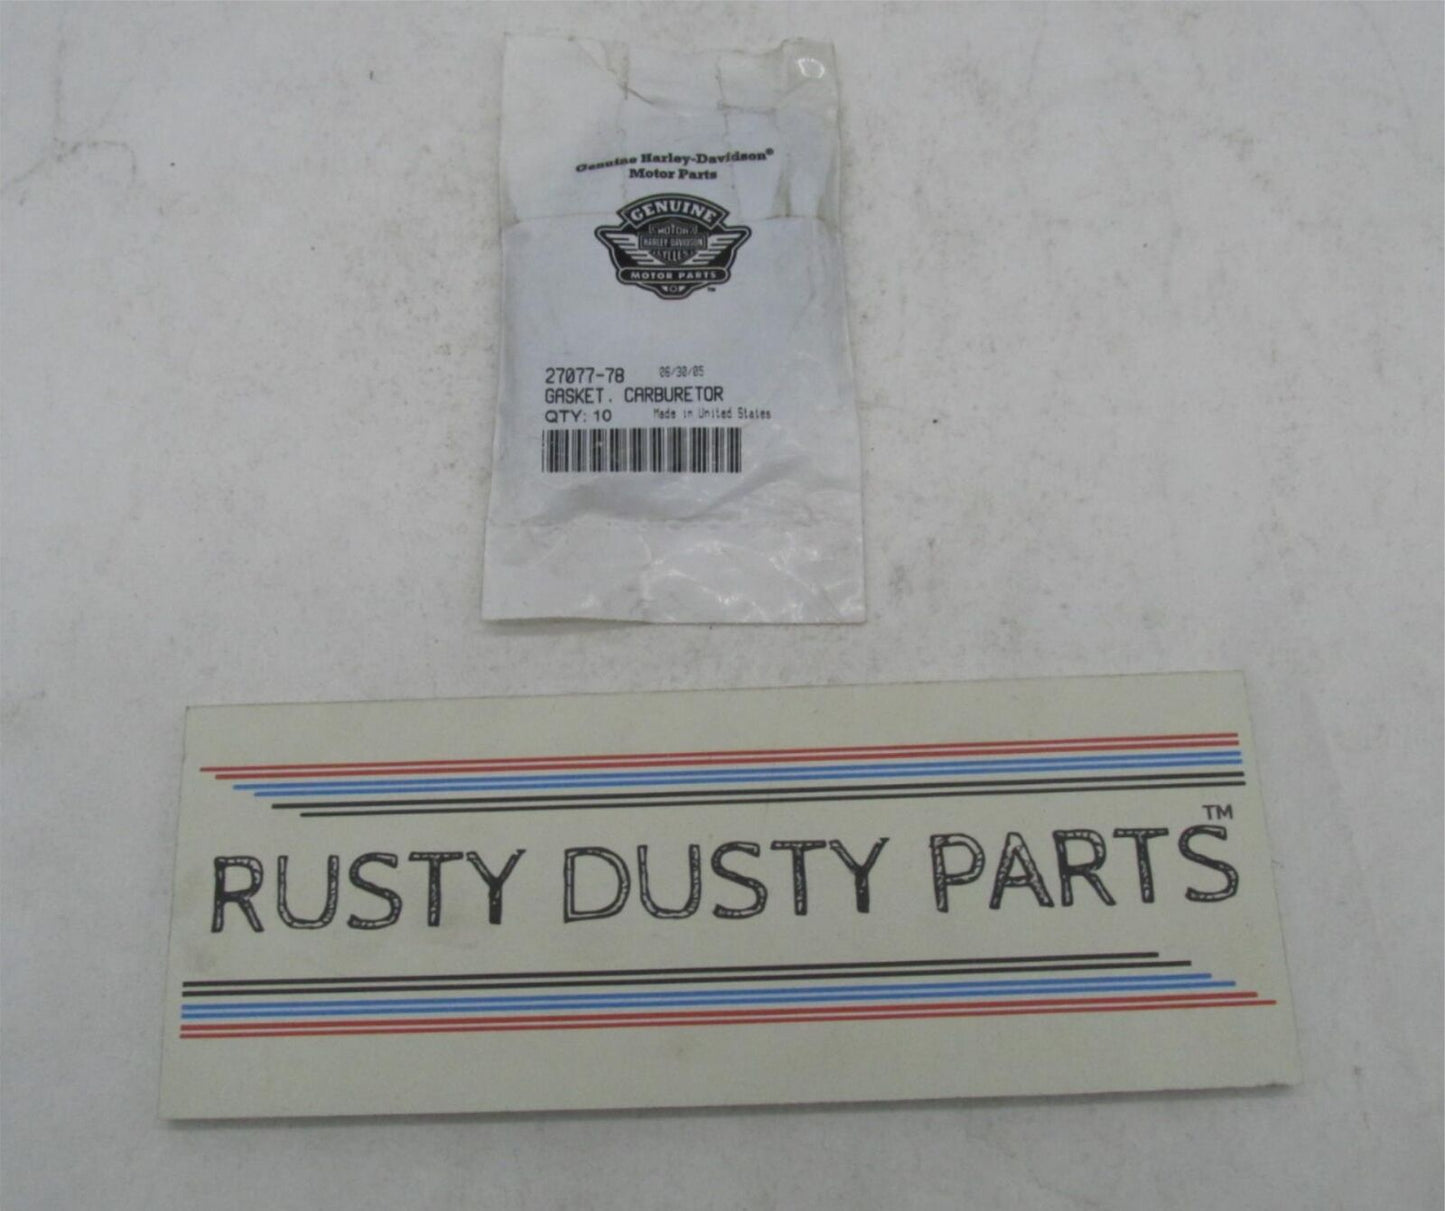 Genuine Harley-Davidson®
Motor Parts
GENUINE
MOTOR
HARLEY-DAVIDSON
CYCLES
MOTOR PARTS
™
27077-78 06/30/05
GASKET. CARBURETOR
QTY: 10 Made in United States
RUSTY DUSTY PARTS™